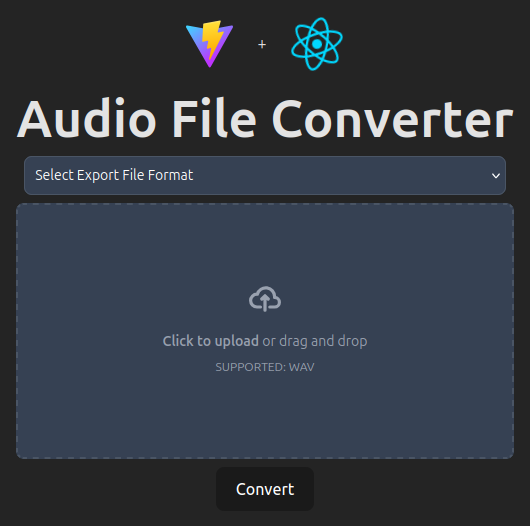 +
Audio File Converter
Select Export File Format
Click to upload or drag and drop
SUPPORTED: WAV
Convert